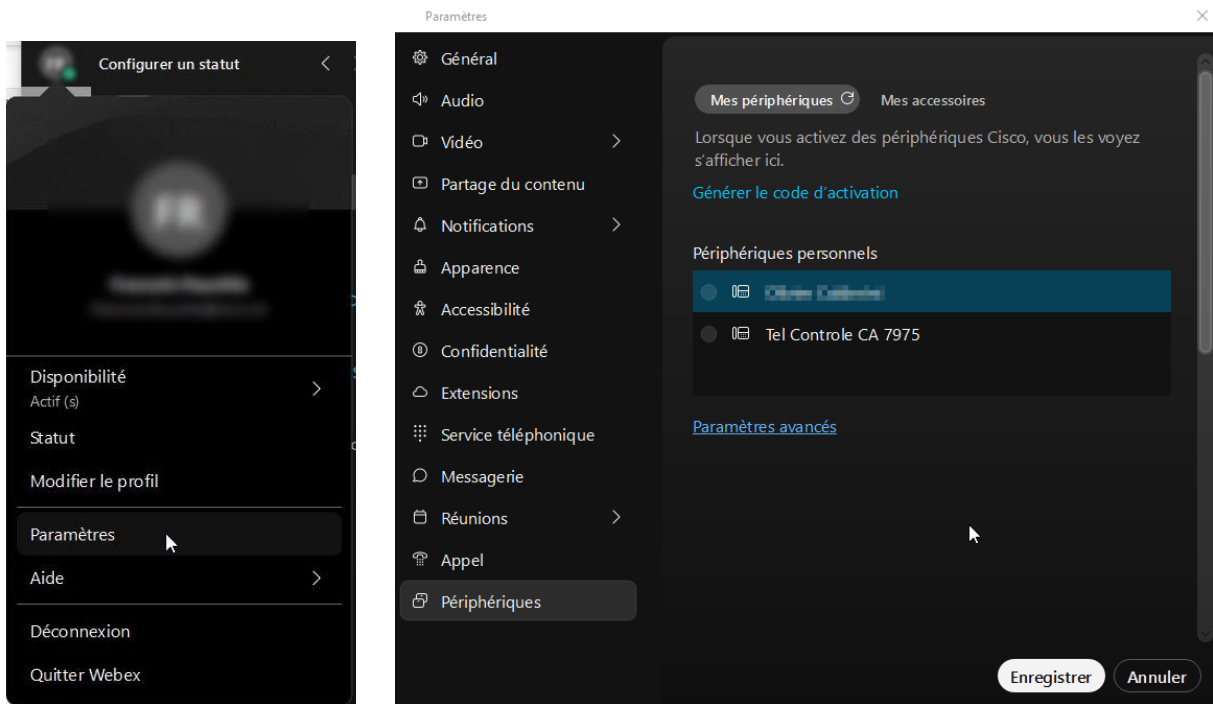 Configurer un statut
Disponibilité
Actif (s)
Statut
Modifier le profil
Paramètres
Aide
Déconnexion
Quitter Webex
Paramètres
Général
Audio
Vidéo
Partage du contenu
Notifications
Apparence
Accessibilité
Confidentialité
Extensions
Service téléphonique
Messagerie
Réunions
Appel
Périphériques
Mes périphériques
Mes accessoires
Lorsque vous activez des périphériques Cisco, vous les voyez
s'afficher ici.
Générer le code d'activation
Périphériques personnels
Tel Controle CA 7975
Paramètres avancés
Enregistrer
Annuler